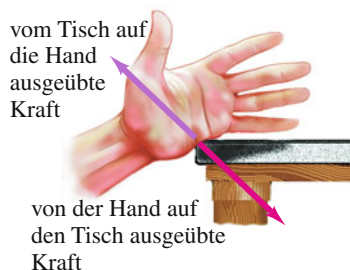 vom Tisch auf
die Hand
ausgeübte
Kraft
von der Hand auf
den Tisch ausgeübte
Kraft